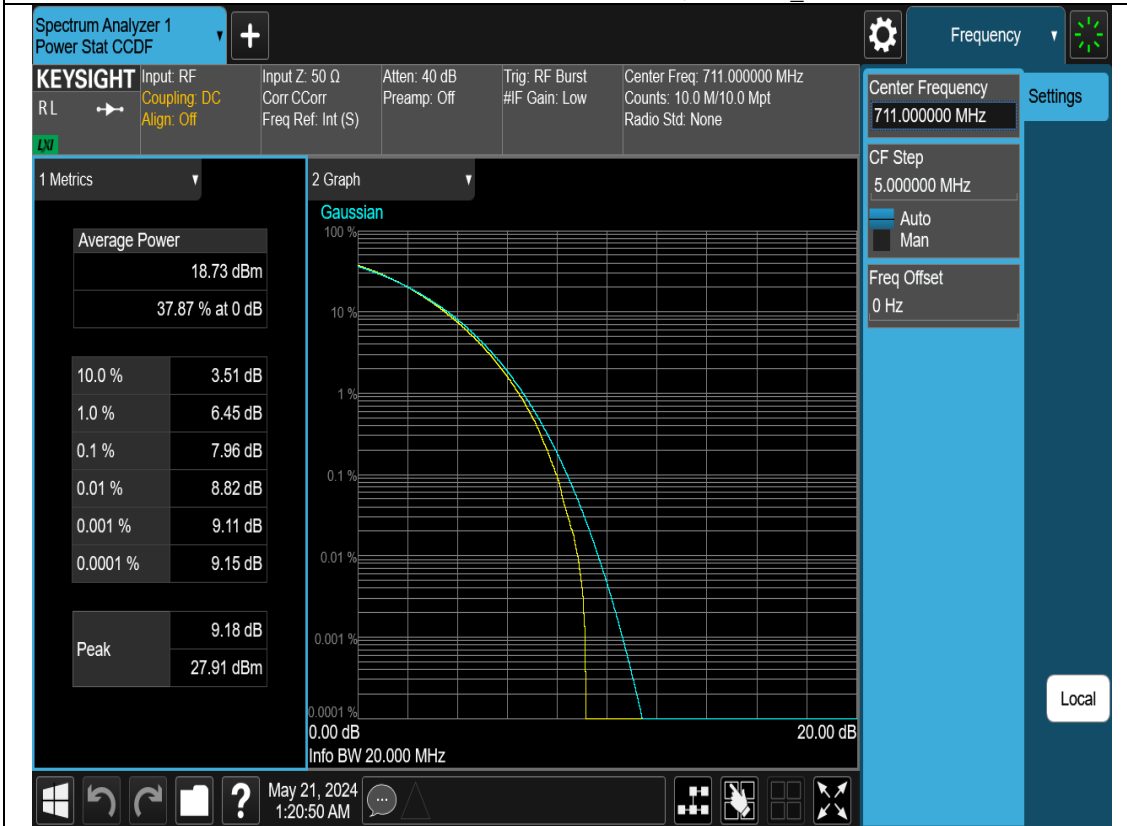 Spectrum Analyzer 1
Power Stat CCDF
+
Frequency
KEYSIGHT
R L
LXI
Input: RF
Coupling: DC
Align: Off
Input Z: 50 Ω
Corr CCorr
Freq Ref: Int (S)
Atten: 40 dB
Preamp: Off
Trig: RF Burst
#IF Gain: Low
Center Freq: 711.000000 MHz
Counts: 10.0 M/10.0 Mpt
Radio Std: None
Center Frequency
711.000000 MHz
Settings
CF Step
5.000000 MHz
Auto
Man
Freq Offset
0 Hz
Local
1 Metrics
Average Power
18.73 dBm
37.87 % at 0 dB
10.0 % 3.51 dB
1.0 % 6.45 dB
0.1 % 7.96 dB
0.01 % 8.82 dB
0.001 % 9.11 dB
0.0001 % 9.15 dB
Peak
9.18 dB
27.91 dBm
2 Graph
Gaussian
100 %
10 %
1 %
0.1 %
0.01 %
0.001 %
0.0001 %
0.00 dB 20.00 dB
Info BW 20.000 MHz
?
May 21, 2024
1:20:50 AM